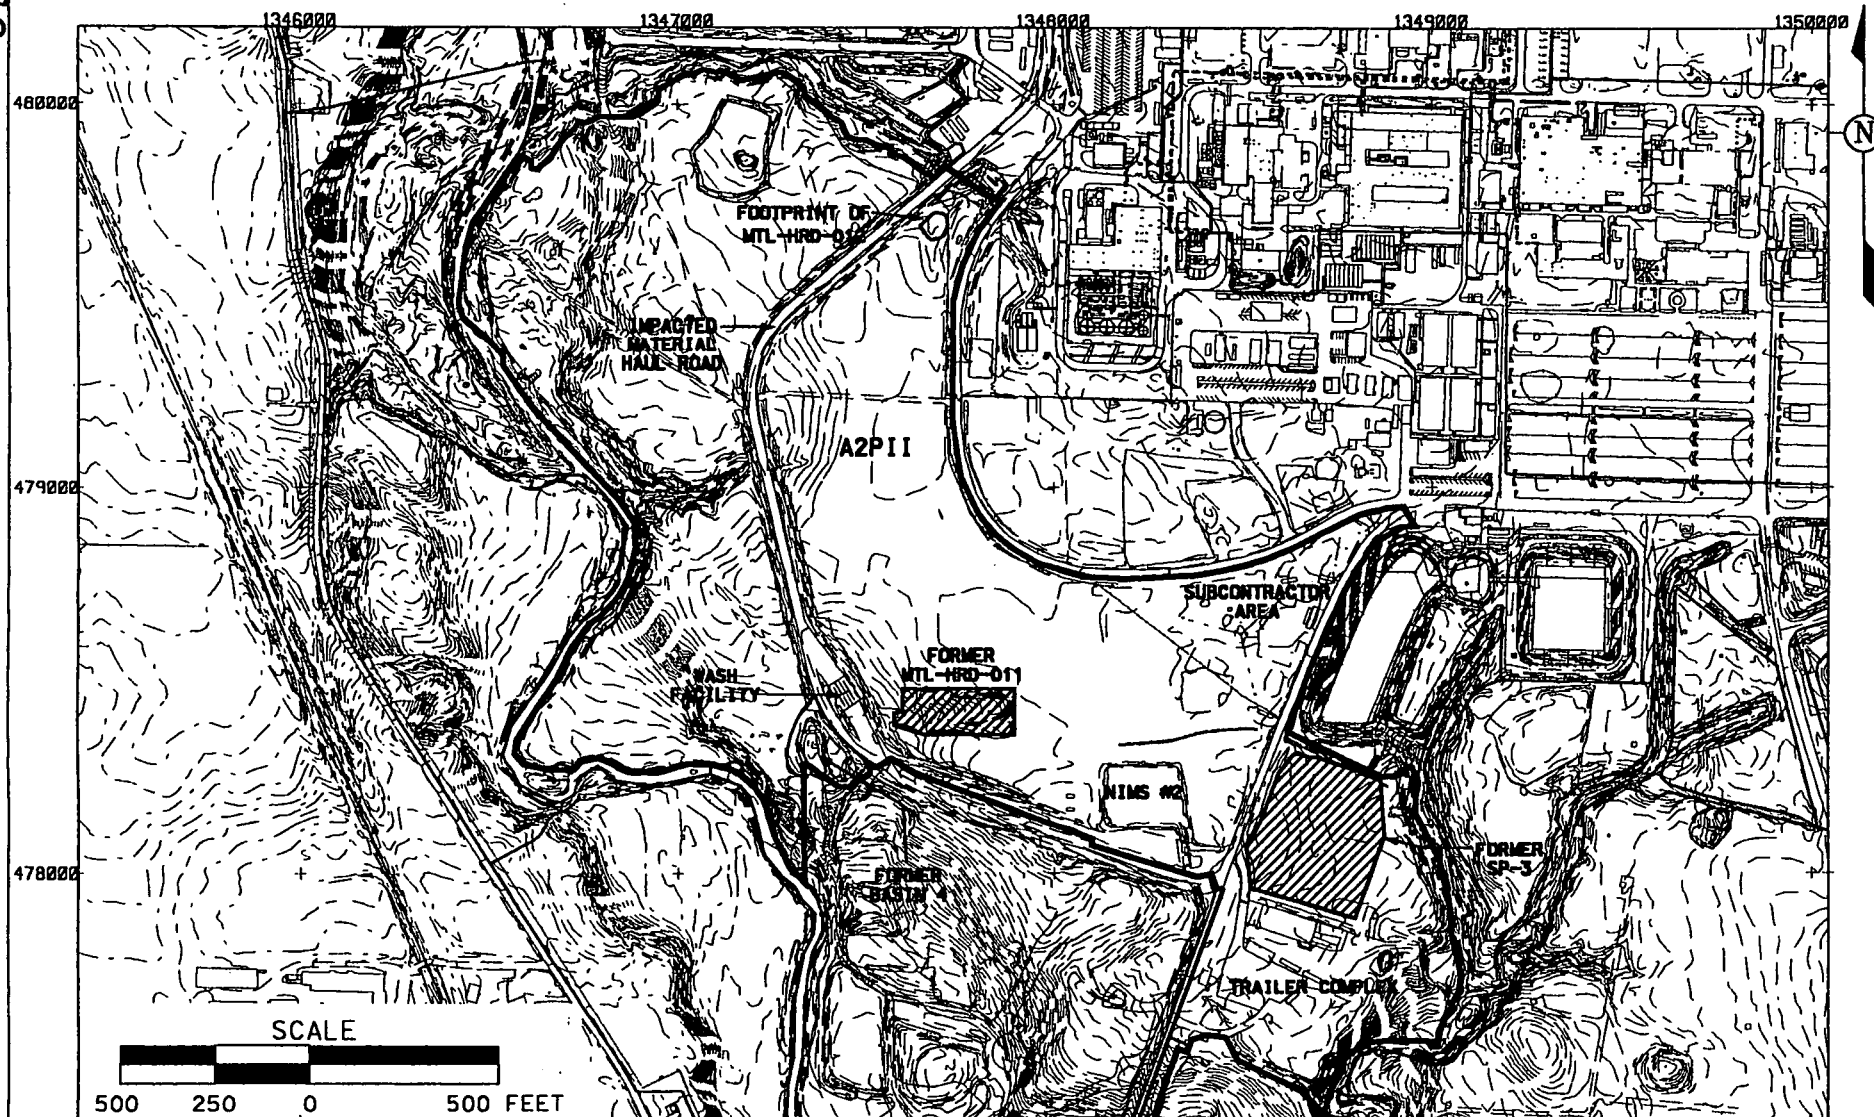 1346000 1347000 1348000 1349000 1350000
480000
N
FOOTPRINT OF
MTL-HRD-01
IMPACTED
MATERIAL
HAUL ROAD
A2PII
479000
SUBCONTRACTOR
AREA
FORMER
MTL-HRD-011
WASH
FACILITY
NIMS #2
FORMER
SP-3
478000
FORMER
BASIN 4
TRAILER COMPLEX
SCALE
500 250 0 500 FEET